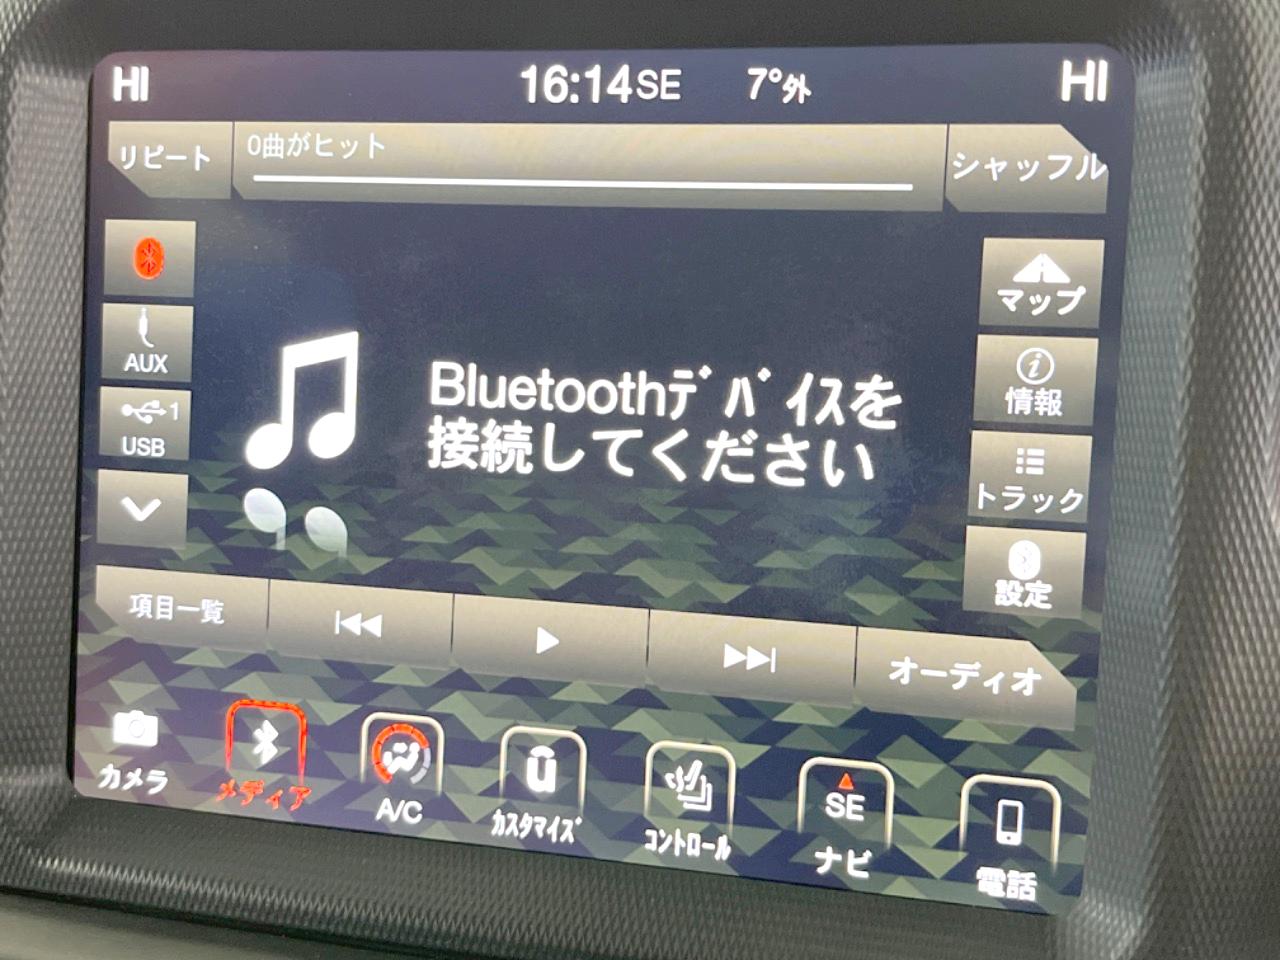 HI 16:14 SE 7°外 HI
リピート
0曲がヒット
シャッフル
AUX
1
USB
Bluetoothデバイスを
接続してください
マップ
情報
トラック
設定
項目一覧
オーディオ
カメラ
メディア
A/C
カスタマイズ
コントロール
SE
ナビ
電話